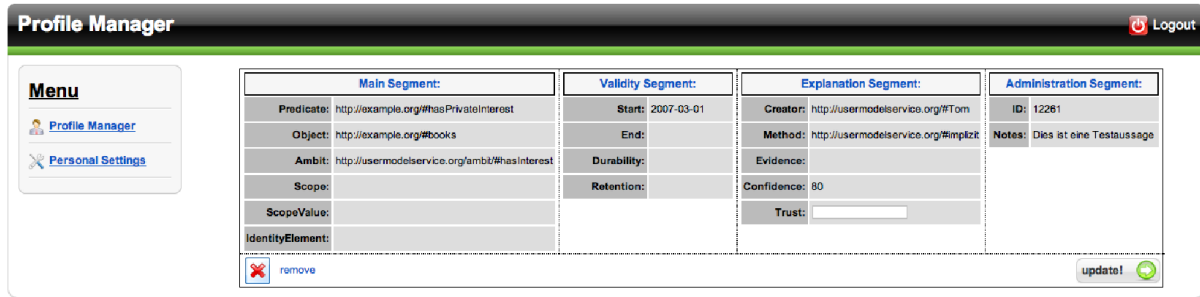 Profile Manager
Logout
Menu
Profile Manager
Personal Settings
Main Segment:
Predicate: http://example.org/#hasPrivateInterest
Object: http://example.org/#books
Ambit: http://usermodelservice.org/ambit/#hasInterest
Scope:
ScopeValue:
IdentityElement:
Validity Segment:
Start: 2007-03-01
End:
Durability:
Retention:
Explanation Segment:
Creator: http://usermodelservice.org/#Tom
Method: http://usermodelservice.org/#implizit
Evidence:
Confidence: 80
Trust:
Administration Segment:
ID: 12261
Notes: Dies ist eine Testaussage
remove
update!